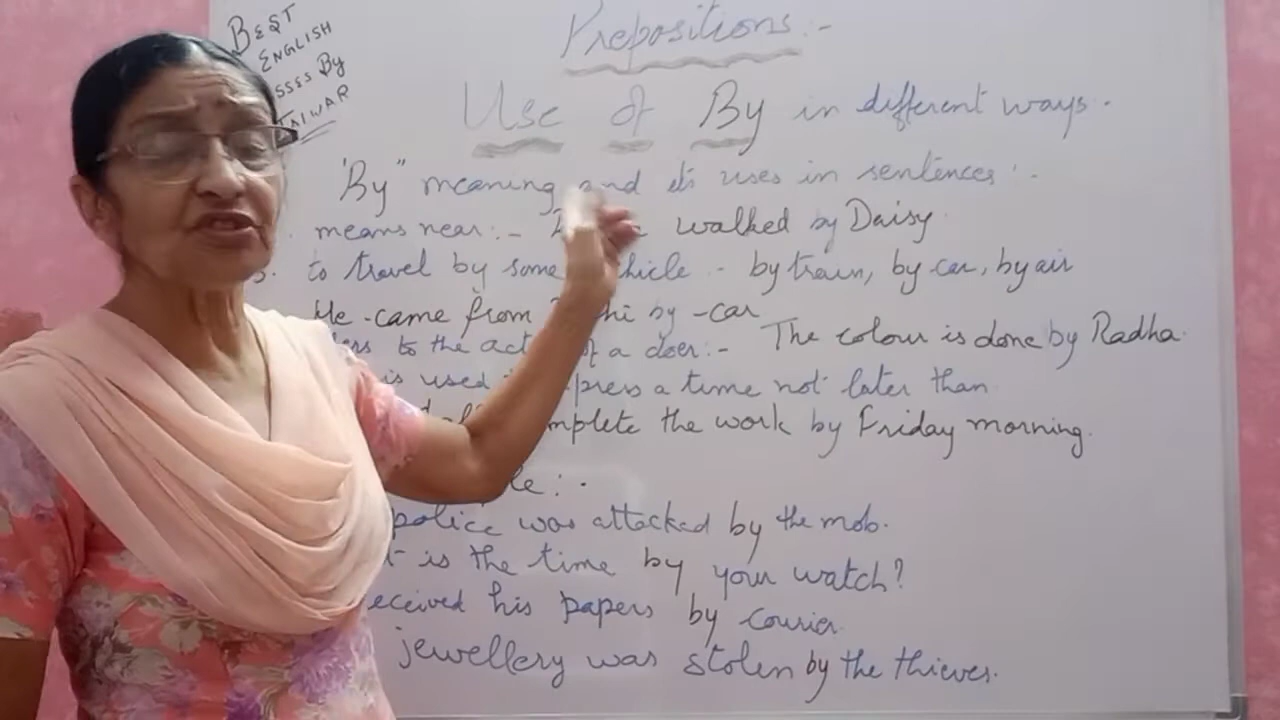 BEST
ENGLISH
By
Prepositions:-
Use of By in different ways.
'By" meaning and its uses in sentences:-
means near:- walked by Daisy
to travel by some - by train, by car, by air
He came from by -car
to the act of a doer:- The colour is done by Radha.
is used a time not later than
the work by Friday morning.
police was attacked by the mob.
is the time by your watch?
his papers by courier.
jewellery was stolen by the thieves.